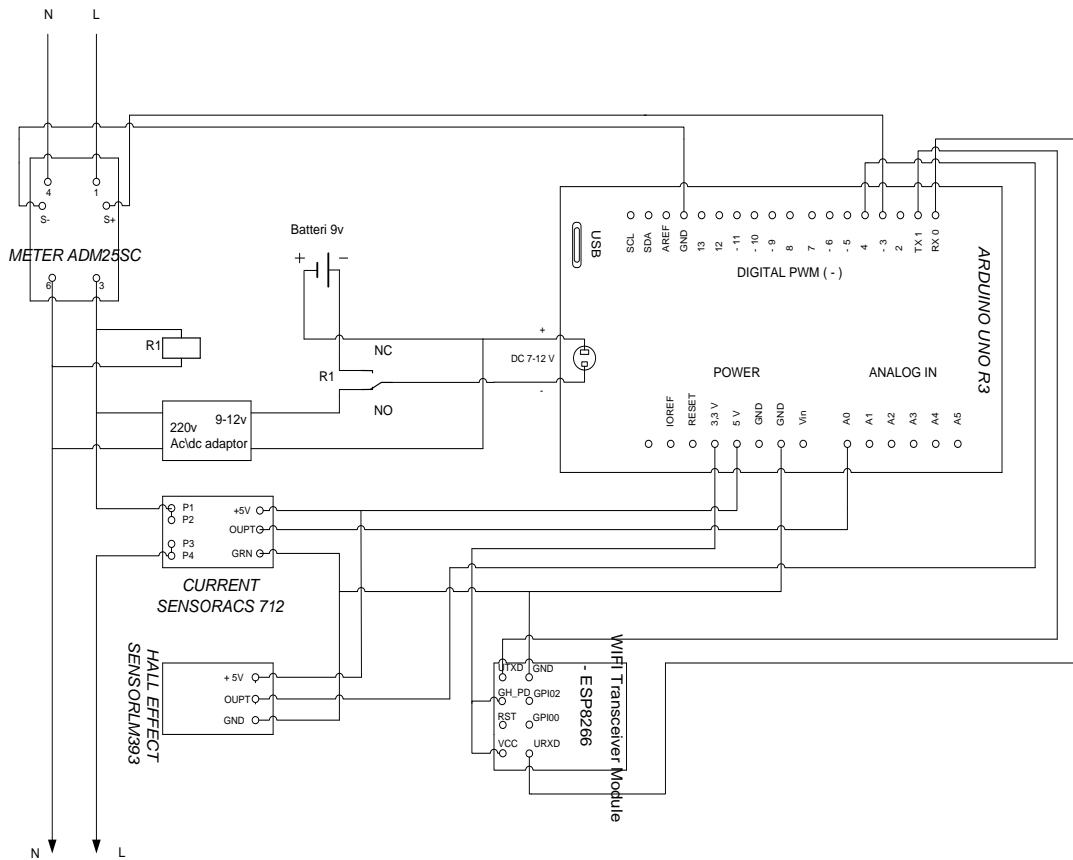 N L
4 1
S- S+
METER ADM25SC
6 3
R1
Batteri 9v
+ −
NC
R1
NO
220v 9-12v
Ac\dc adaptor
+
DC 7-12 V
-
USB
SCL
SDA
AREF
GND
13
12
- 11
- 10
- 9
8
7
- 6
- 5
4
- 3
2
TX 1
RX 0
DIGITAL PWM ( - )
ARDUINO UNO R3
POWER
ANALOG IN
IOREF
RESET
3,3 V
5 V
GND
GND
Vin
A0
A1
A2
A3
A4
A5
P1 +5V
P2
OUPT
P3
P4 GRN
CURRENT
SENSORACS 712
HALL EFFECT
SENSORLM393
+ 5V
OUPT
GND
UTXD GND
GH_PD GPI02
RST GPI00
VCC URXD
WIFI Transceiver Module
- ESP8266
N L